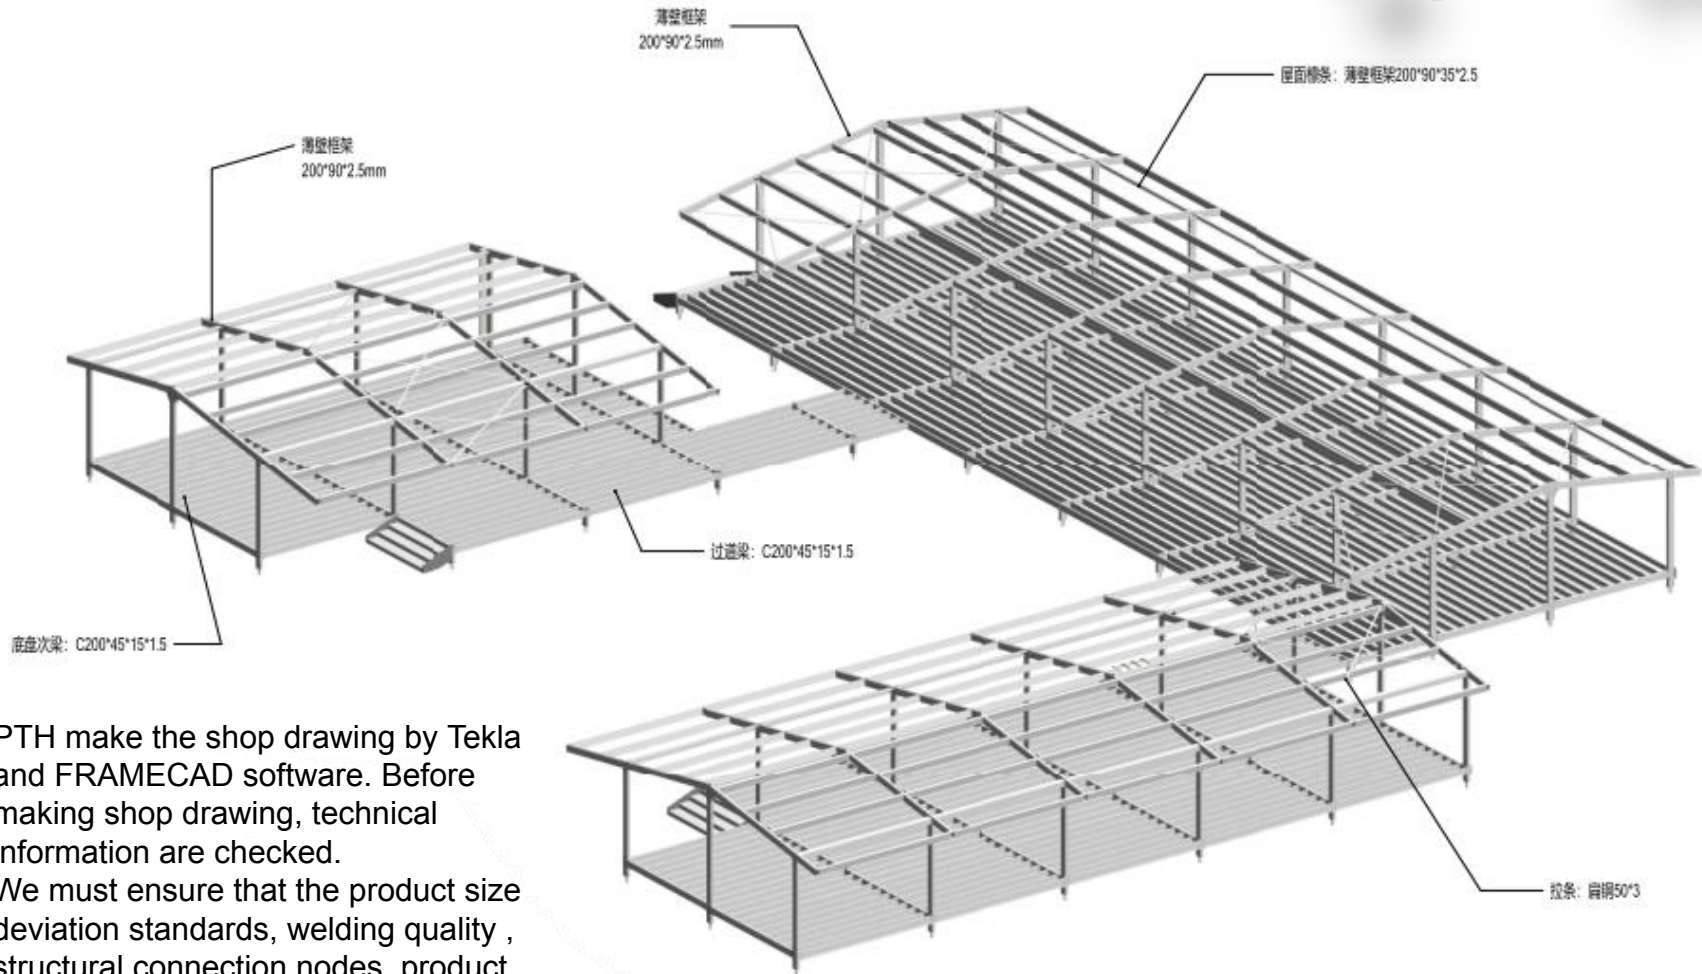 薄壁框架
200*90*2.5mm
屋面檩条：薄壁框架200*90*35*2.5
薄壁框架
200*90*2.5mm
过道梁：C200*45*15*1.5
底盘次梁：C200*45*15*1.5
拉条：扁钢50*3
PTH make the shop drawing by Tekla
and FRAMECAD software. Before
making shop drawing, technical
information are checked.
We must ensure that the product size
deviation standards, welding quality ,
structural connection nodes, product